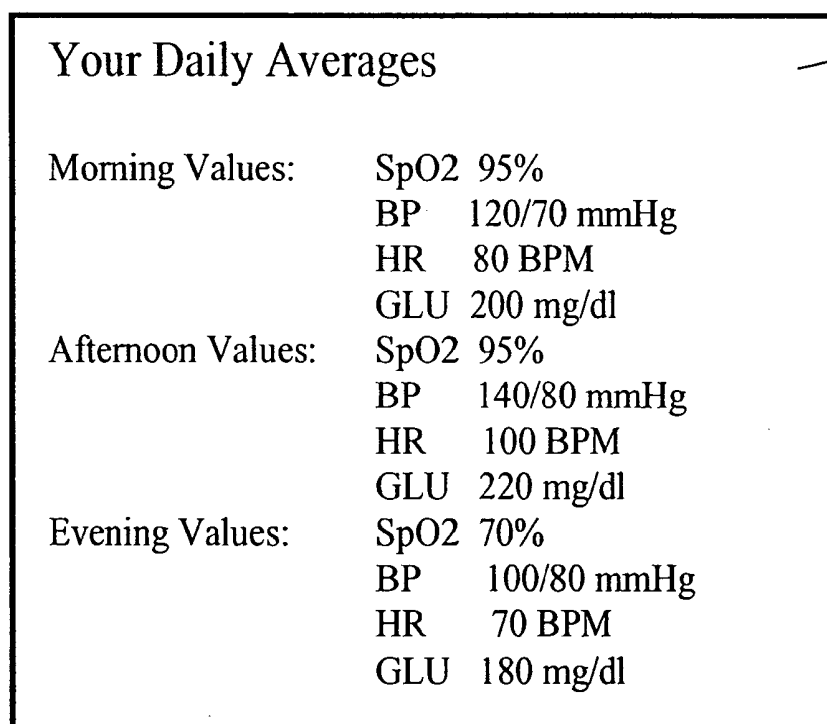 Your Daily Averages
Morning Values: SpO2 95%
BP 120/70 mmHg
HR 80 BPM
GLU 200 mg/dl
Afternoon Values: SpO2 95%
BP 140/80 mmHg
HR 100 BPM
GLU 220 mg/dl
Evening Values: SpO2 70%
BP 100/80 mmHg
HR 70 BPM
GLU 180 mg/dl